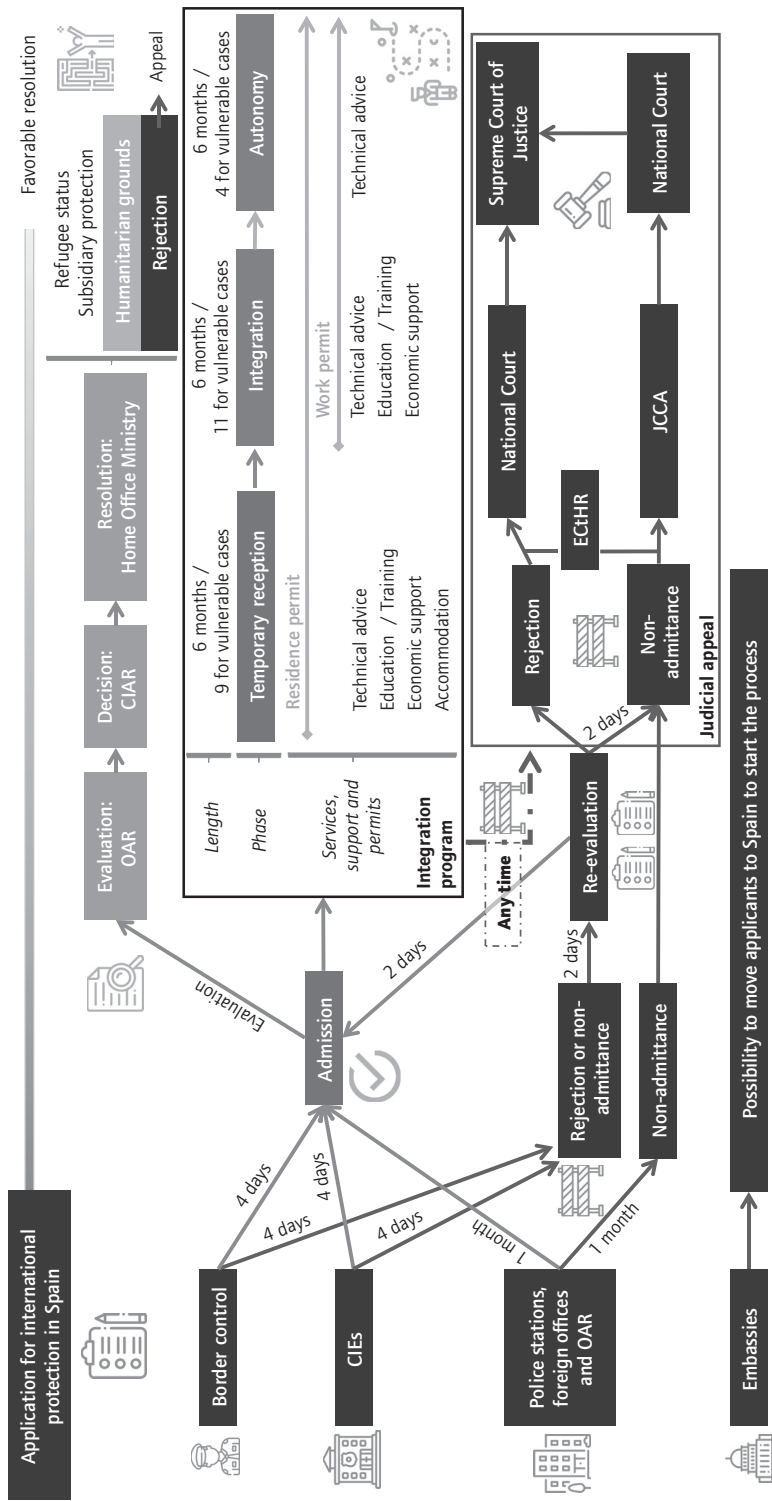 Application for international
protection in Spain
Favorable resolution
Border control
CIEs
Police stations,
foreign offices
and OAR
Embassies
4 days
4 days
4 days
4 days
1 month
1 month
Admission
Rejection or non-
admittance
Non-admittance
Possibility to move applicants to Spain to start the process
Evaluation
2 days
2 days
Evaluation:
OAR
Decision:
CIAR
Resolution:
Home Office Ministry
Refugee status
Subsidiary protection
Humanitarian grounds
Rejection
Appeal
Length
Phase
Services,
support and
permits
Integration
program
6 months /
9 for vulnerable cases
Temporary reception
6 months /
11 for vulnerable cases
Integration
6 months /
4 for vulnerable cases
Autonomy
Residence permit
Work permit
Technical advice
Education / Training
Economic support
Accommodation
Technical advice
Education / Training
Economic support
Technical advice
Any time
Re-evaluation
2 days
Rejection
Non-
admittance
Judicial appeal
ECtHR
National Court
JCCA
Supreme Court of
Justice
National Court